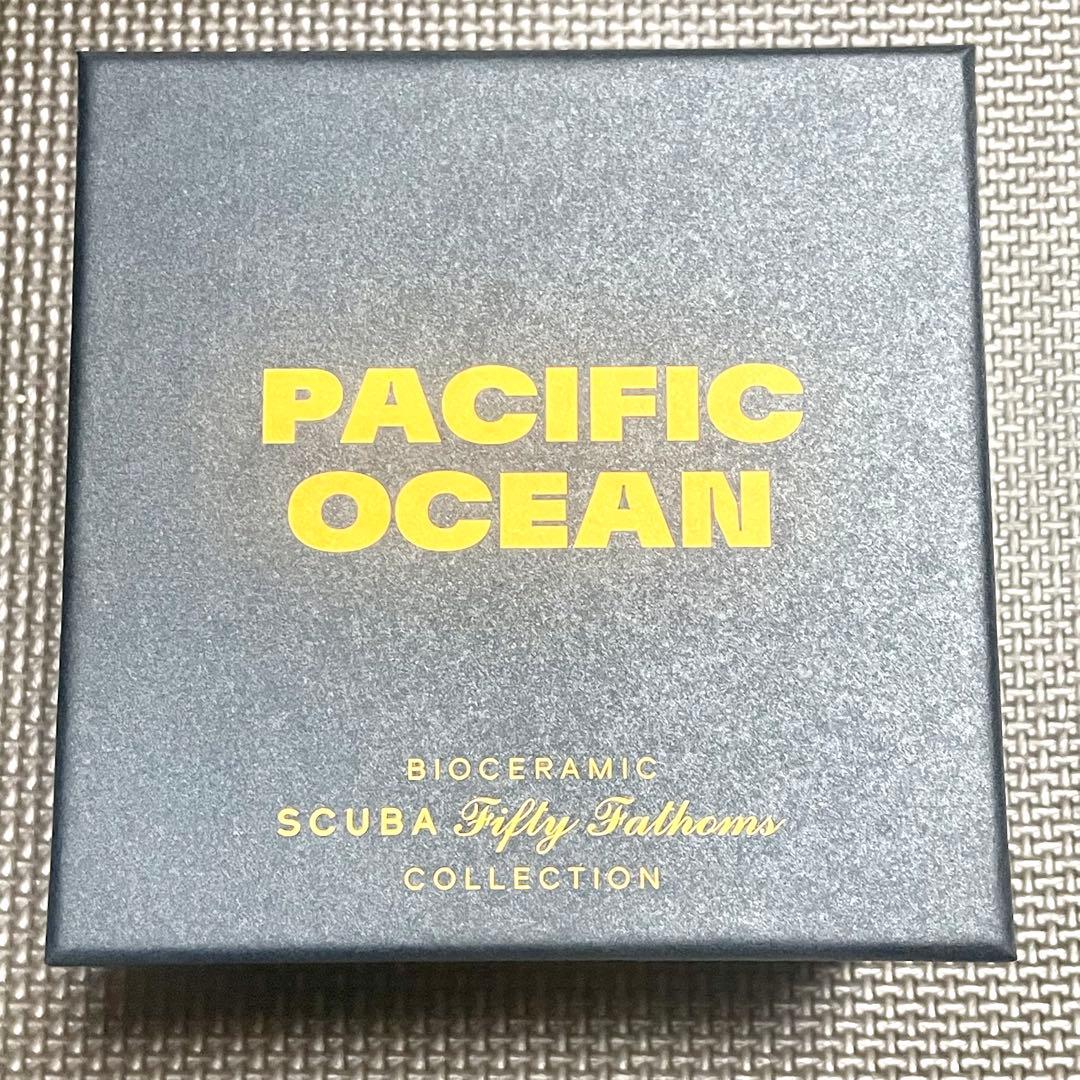 PACIFIC
OCEAN
BIOCERAMIC
SCUBA Fifty Fathoms
COLLECTION